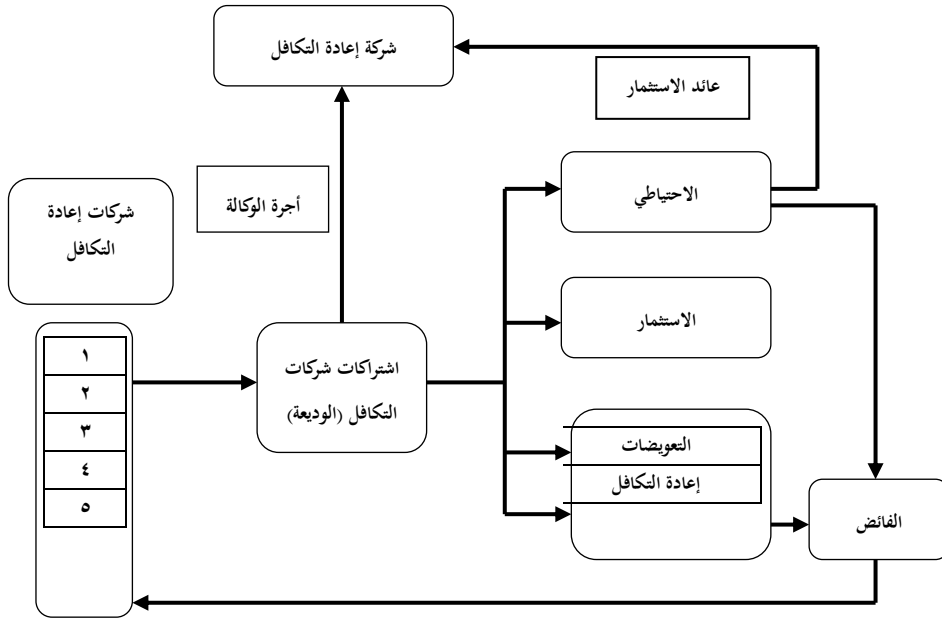 شركة إعادة التكافل
عائد الاستثمار
أجرة الوكالة
الاحتياطي
شركات إعادة
التكافل
الاستثمار
١
٢
٣
٤
٥
اشتراكات شركات
التكافل (الوديعة)
التعويضات
إعادة التكافل
الفائض